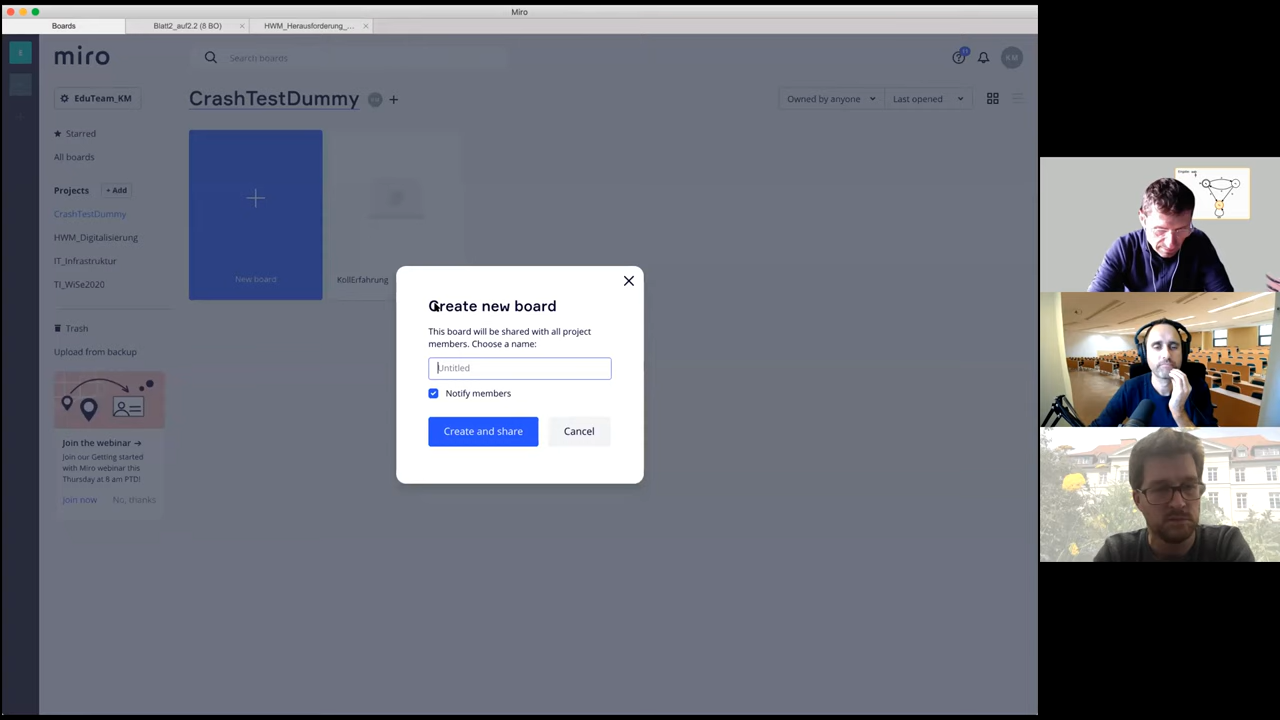 Miro
Boards
Blatt2_auf2.2 (8 BO)
HWM_Herausforderung_...
miro
Search boards
11
KM
EduTeam_KM
CrashTestDummy
Owned by anyone
Last opened
Starred
All boards
Projects
+ Add
CrashTestDummy
HWM_Digitalisierung
IT_Infrastruktur
TI_WiSe2020
Trash
Upload from backup
New board
KollErfahrung
Create new board
This board will be shared with all project
members. Choose a name:
Untitled
Notify members
Create and share
Cancel
Join the webinar →
Join our Getting started
with Miro webinar this
Thursday at 8 am PTD!
Join now
No, thanks